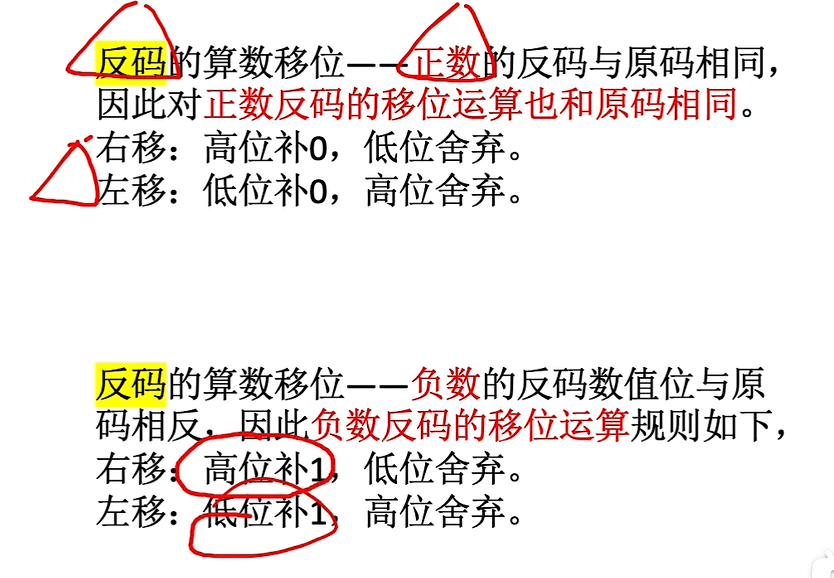 反码的算数移位——正数的反码与原码相同，
因此对正数反码的移位运算也和原码相同。
右移：高位补0，低位舍弃。
左移：低位补0，高位舍弃。
反码的算数移位——负数的反码数值位与原
码相反，因此负数反码的移位运算规则如下，
右移：高位补1，低位舍弃。
左移：低位补1，高位舍弃。